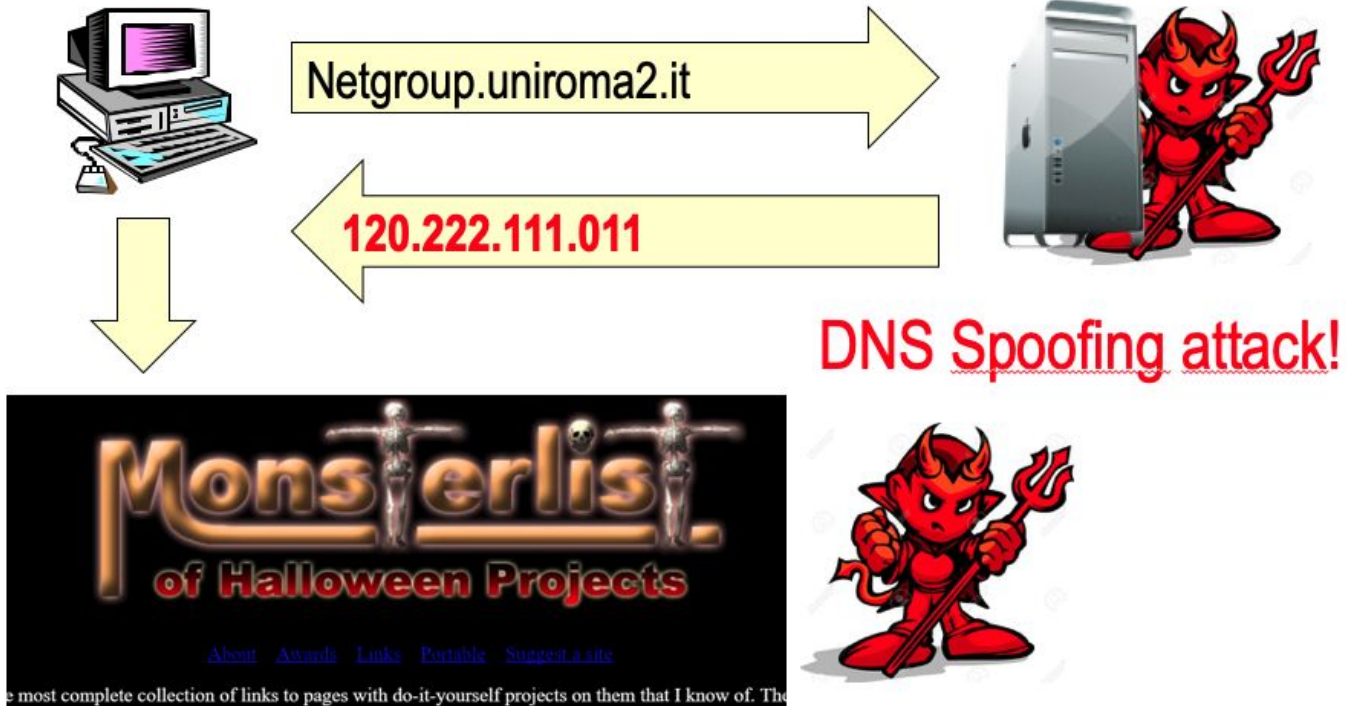 Netgroup.uniroma2.it
120.222.111.011
DNS Spoofing attack!
Monsterlist
of Halloween Projects
About Awards Links Portable Suggest a site
e most complete collection of links to pages with do-it-yourself projects on them that I know of. The